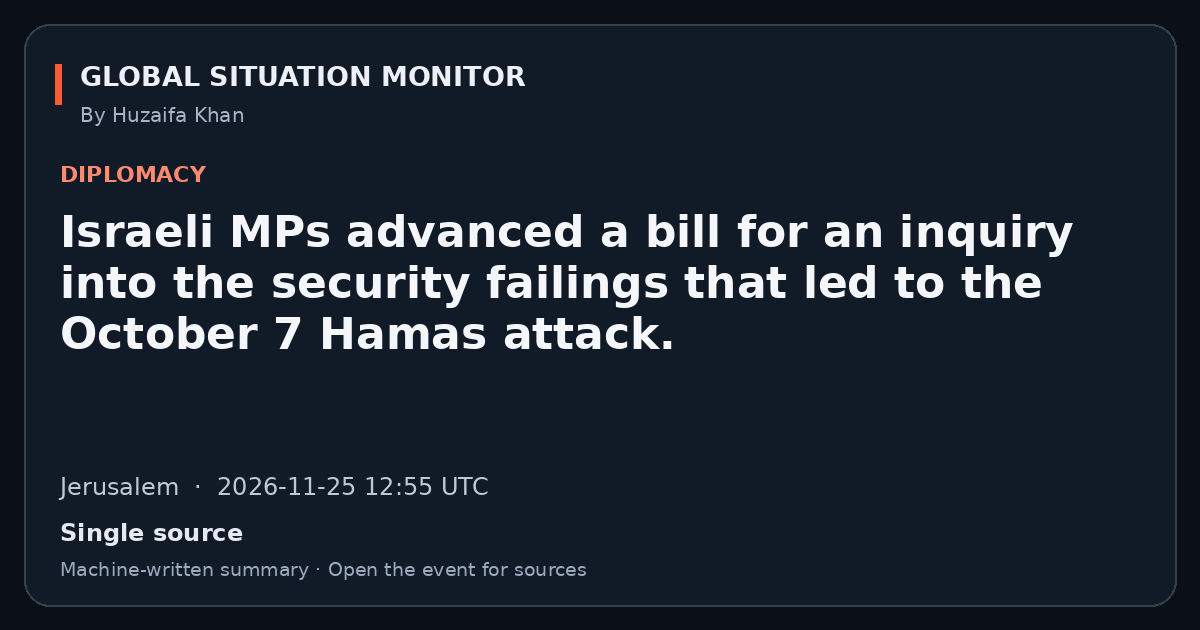 GLOBAL SITUATION MONITOR
By Huzaifa Khan
DIPLOMACY
Israeli MPs advanced a bill for an inquiry
into the security failings that led to the
October 7 Hamas attack.
Jerusalem · 2026-11-25 12:55 UTC
Single source
Machine-written summary · Open the event for sources